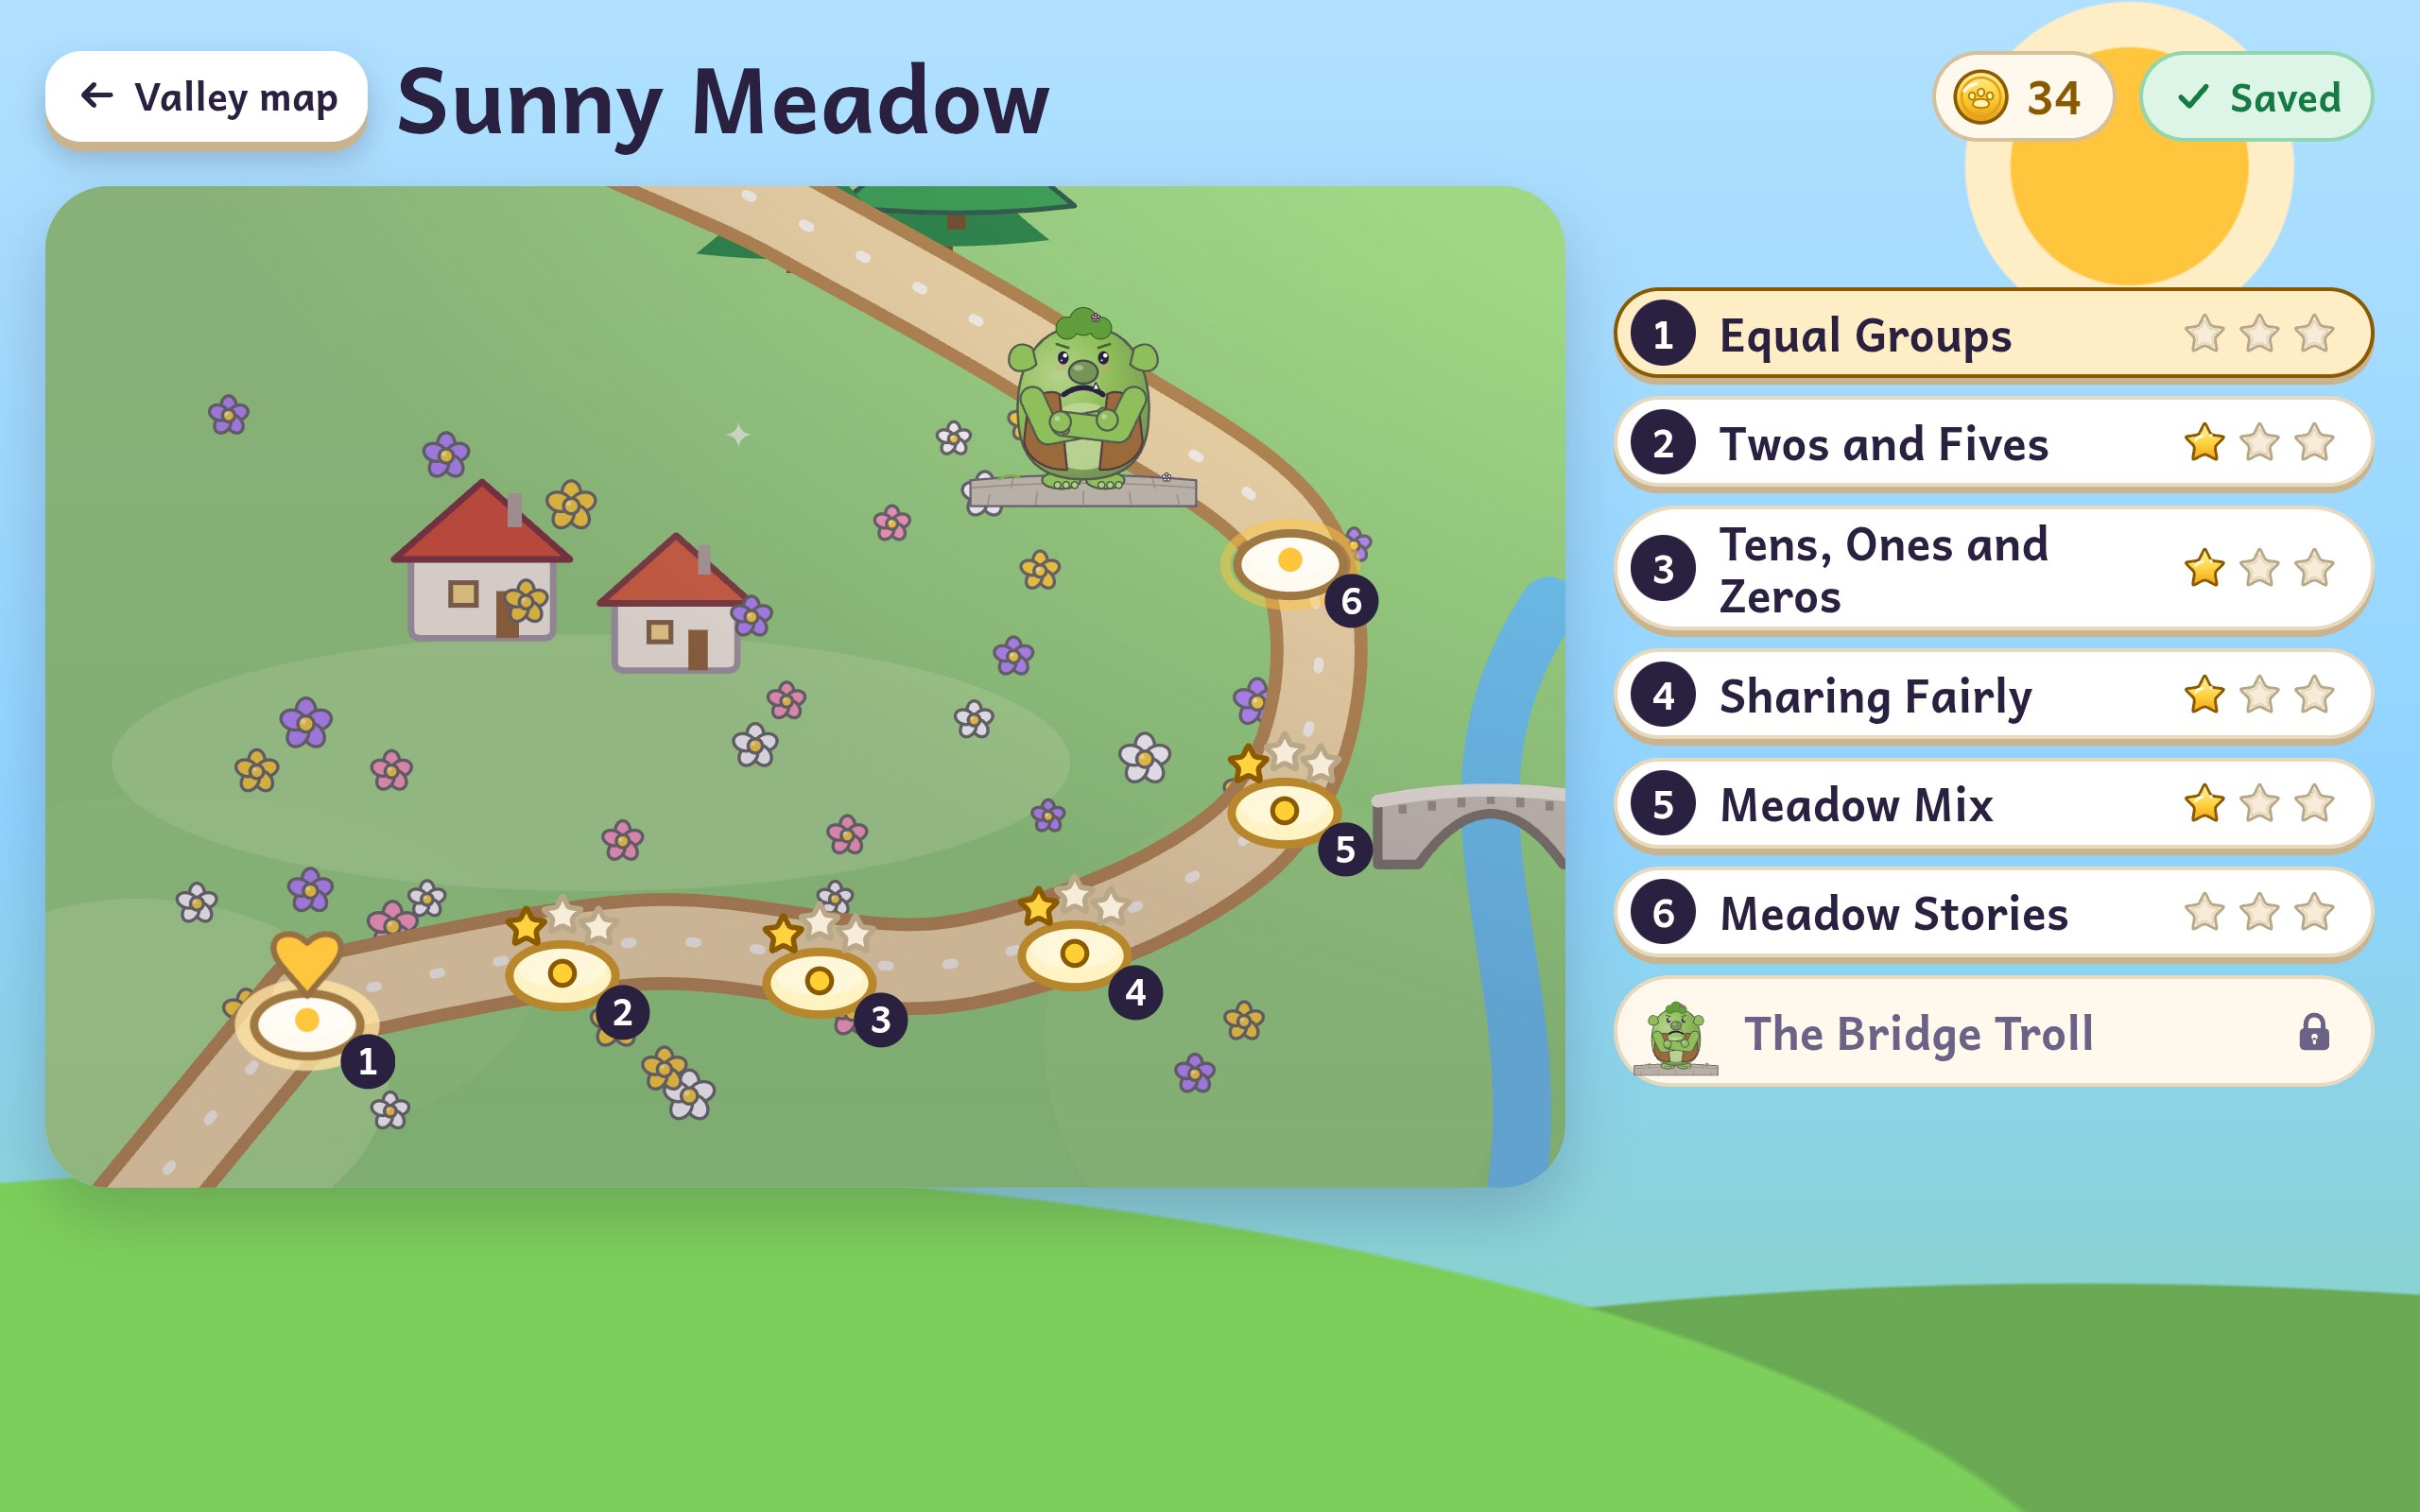 Valley map
Sunny Meadow
34
Saved
1
2
3
4
5
6
1 Equal Groups
2 Twos and Fives
3 Tens, Ones and
Zeros
4 Sharing Fairly
5 Meadow Mix
6 Meadow Stories
The Bridge Troll